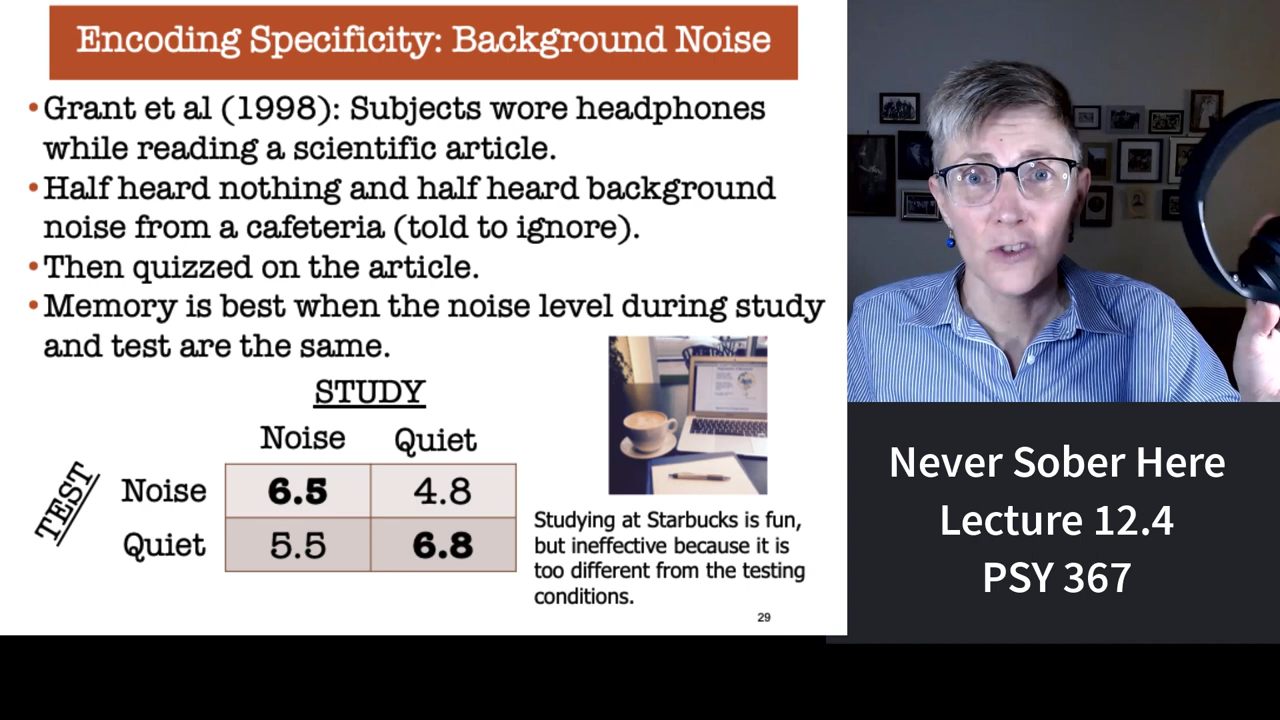 Encoding Specificity: Background Noise
•Grant et al (1998): Subjects wore headphones
while reading a scientific article.
•Half heard nothing and half heard background
noise from a cafeteria (told to ignore).
•Then quizzed on the article.
•Memory is best when the noise level during study
and test are the same.
STUDY
Noise Quiet
TEST
Noise 6.5 4.8
Quiet 5.5 6.8
Studying at Starbucks is fun,
but ineffective because it is
too different from the testing
conditions.
29
Never Sober Here
Lecture 12.4
PSY 367